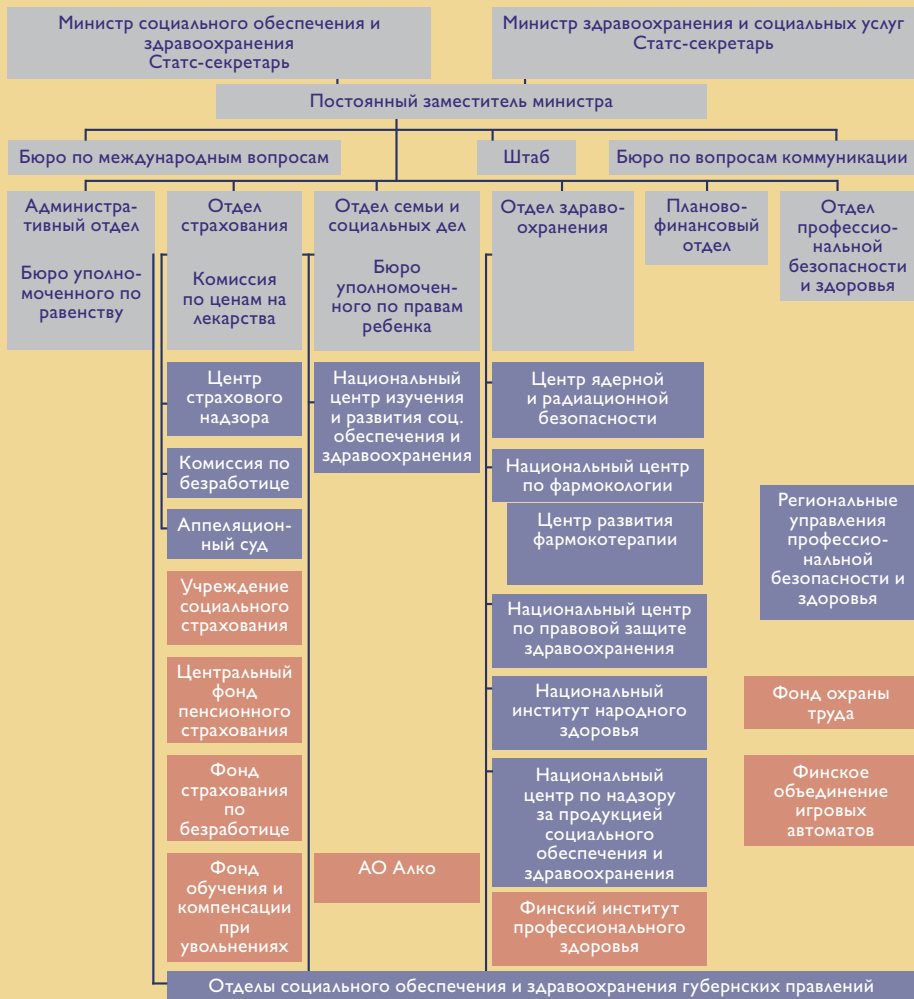 Министр социального обеспечения и
здравоохранения
Статс-секретарь
Министр здравоохранения и социальных услуг
Статс-секретарь
Постоянный заместитель министра
Бюро по международным вопросам
Штаб
Бюро по вопросам коммуникации
Администра-
тивный отдел
Бюро уполно-
моченного по
равенству
Отдел
страхования
Комиссия
по ценам на
лекарства
Отдел семьи и
социальных дел
Бюро
уполномочен-
ного по правам
ребенка
Отдел здраво-
охранения
Планово-
финансовый
отдел
Отдел
профессио-
нальной
безопасности
и здоровья
Центр
страхового
надзора
Комиссия по
безработице
Аппеляцион-
ный суд
Учреждение
социального
страхования
Центральный
фонд
пенсионного
страхования
Фонд
страхования
по
безработице
Фонд
обучения и
компенсации
при
увольнениях
Национальный
центр изучения
и развития соц.
обеспечения и
здравоохранения
АО Алко
Центр ядерной
и радиационной
безопасности
Национальный центр
по фармокологии
Центр развития
фармокотерапии
Национальный центр
по правовой защите
здравоохранения
Национальный
институт народного
здоровья
Национальный
центр по надзору
за продукцией
социального
обеспечения и
здравоохранения
Финский институт
профессионального
здоровья
Региональные
управления
профессио-
нальной
безопасности и
здоровья
Фонд охраны
труда
Финское
объединение
игровых
автоматов
Отделы социального обеспечения и здравоохранения губернских правлений